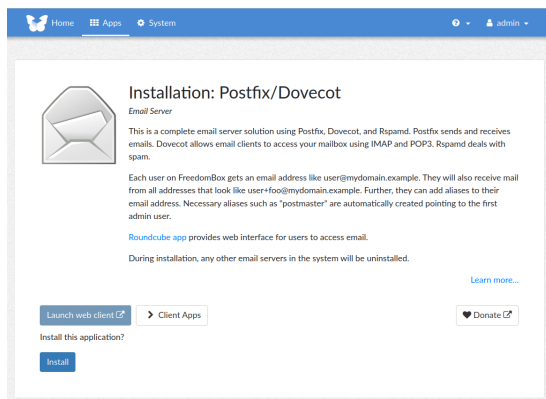 Home Apps System admin
Installation: Postfix/Dovecot
Email Server
This is a complete email server solution using Postfix, Dovecot, and Rspamd. Postfix sends and receives
emails. Dovecot allows email clients to access your mailbox using IMAP and POP3. Rspamd deals with
spam.
Each user on FreedomBox gets an email address like user@mydomain.example. They will also receive mail
from all addresses that look like user+foo@mydomain.example. Further, they can add aliases to their
email address. Necessary aliases such as "postmaster" are automatically created pointing to the first
admin user.
Roundcube app provides web interface for users to access email.
During installation, any other email servers in the system will be uninstalled.
Learn more...
Launch web client Client Apps Donate
Install this application?
Install